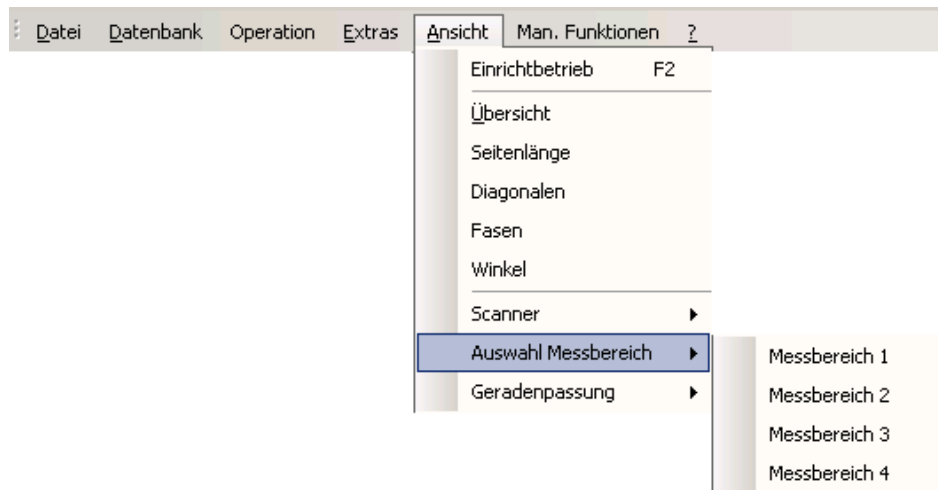 Datei Datenbank Operation Extras Ansicht Man. Funktionen ?
Einrichtbetrieb F2
Übersicht
Seitenlänge
Diagonalen
Fasen
Winkel
Scanner
Auswahl Messbereich
Geradenpassung
Messbereich 1
Messbereich 2
Messbereich 3
Messbereich 4